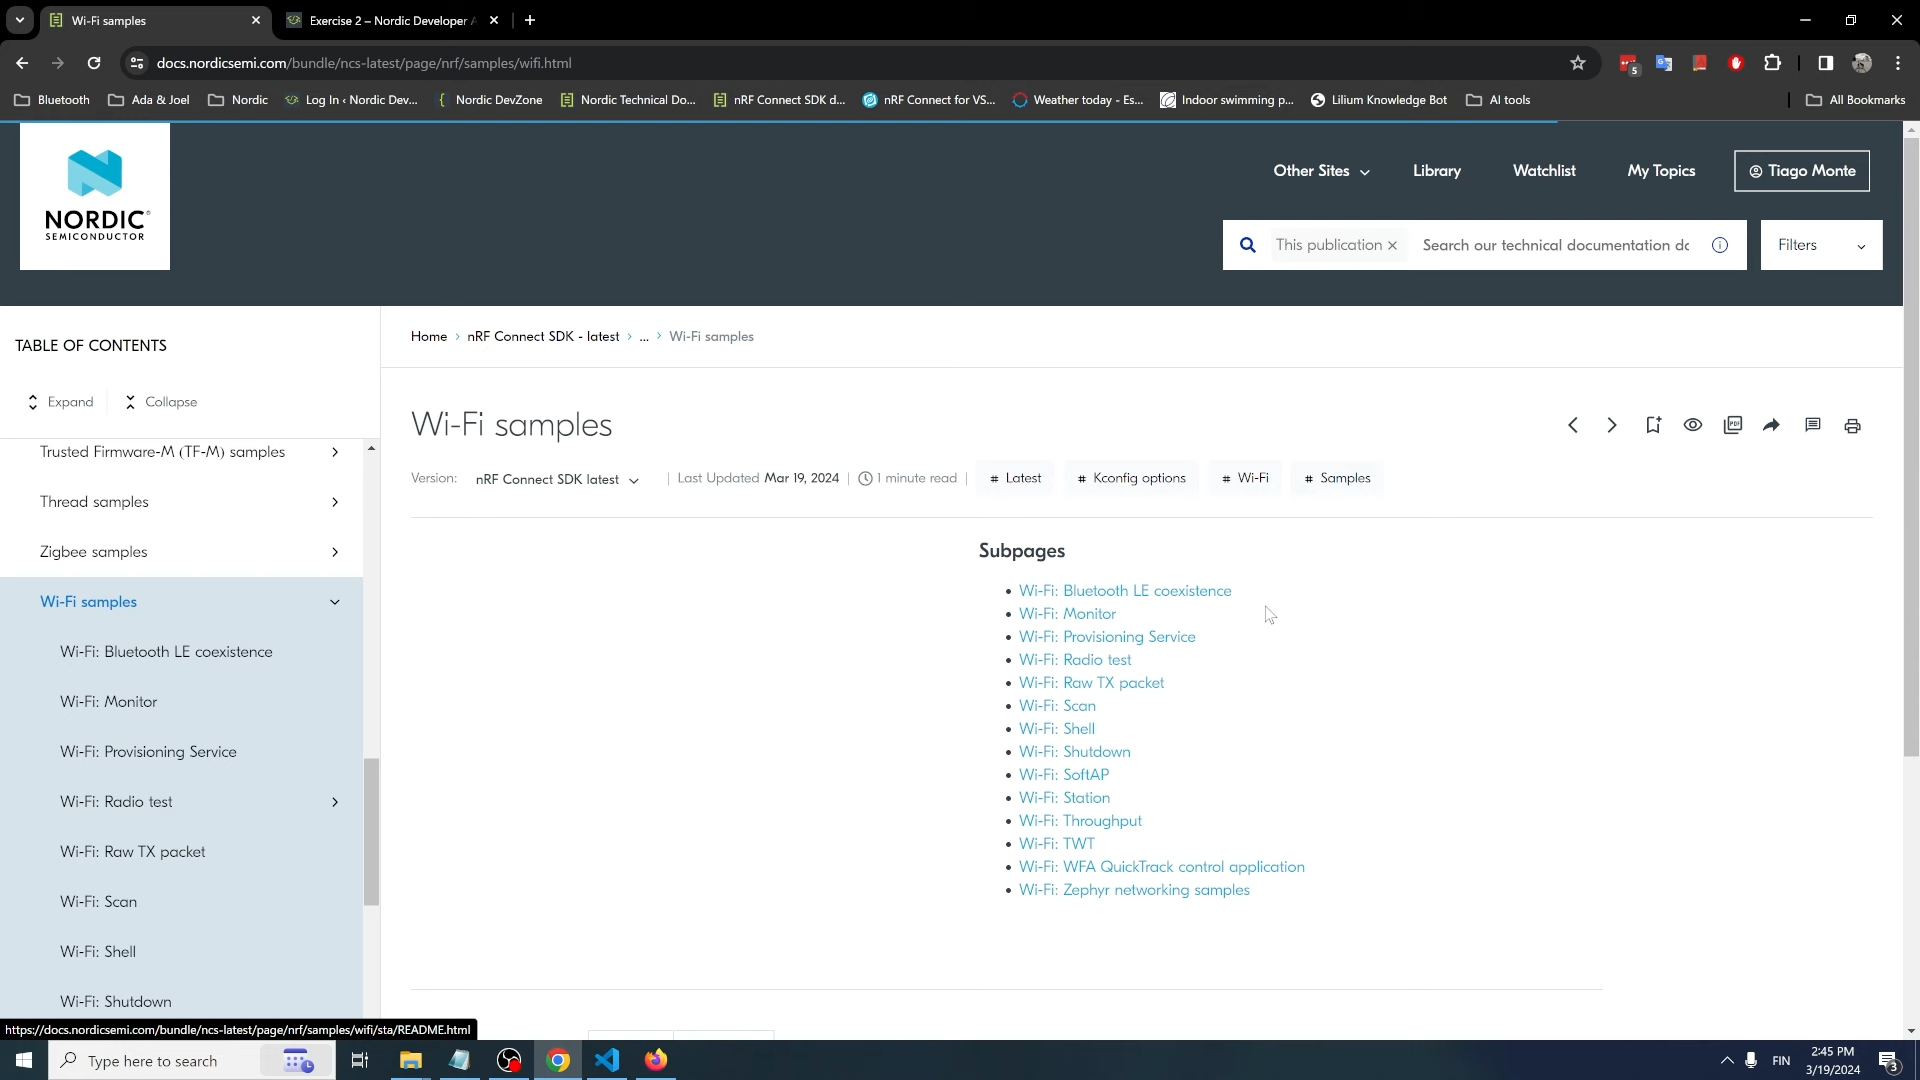 Wi-Fi samples
Exercise 2 – Nordic Developer A
docs.nordicsemi.com/bundle/ncs-latest/page/nrf/samples/wifi.html
5
Bluetooth
Ada & Joel
Nordic
Log In ‹ Nordic Dev...
Nordic DevZone
Nordic Technical Do...
nRF Connect SDK d...
nRF Connect for VS...
Weather today - Es...
Indoor swimming p...
Lilium Knowledge Bot
AI tools
All Bookmarks
NORDIC
SEMICONDUCTOR
Other Sites
Library
Watchlist
My Topics
Tiago Monte
This publication ×
Search our technical documentation dc
Filters
TABLE OF CONTENTS
Expand
Collapse
Trusted Firmware-M (TF-M) samples
Thread samples
Zigbee samples
Wi-Fi samples
Wi-Fi: Bluetooth LE coexistence
Wi-Fi: Monitor
Wi-Fi: Provisioning Service
Wi-Fi: Radio test
Wi-Fi: Raw TX packet
Wi-Fi: Scan
Wi-Fi: Shell
Wi-Fi: Shutdown
Home › nRF Connect SDK - latest › ... › Wi-Fi samples
Wi-Fi samples
PDF
Version: nRF Connect SDK latest | Last Updated Mar 19, 2024 | 1 minute read | # Latest # Kconfig options # Wi-Fi # Samples
Subpages
• Wi-Fi: Bluetooth LE coexistence
• Wi-Fi: Monitor
• Wi-Fi: Provisioning Service
• Wi-Fi: Radio test
• Wi-Fi: Raw TX packet
• Wi-Fi: Scan
• Wi-Fi: Shell
• Wi-Fi: Shutdown
• Wi-Fi: SoftAP
• Wi-Fi: Station
• Wi-Fi: Throughput
• Wi-Fi: TWT
• Wi-Fi: WFA QuickTrack control application
• Wi-Fi: Zephyr networking samples
https://docs.nordicsemi.com/bundle/ncs-latest/page/nrf/samples/wifi/sta/README.html
Type here to search
FIN
2:45 PM
3/19/2024
3